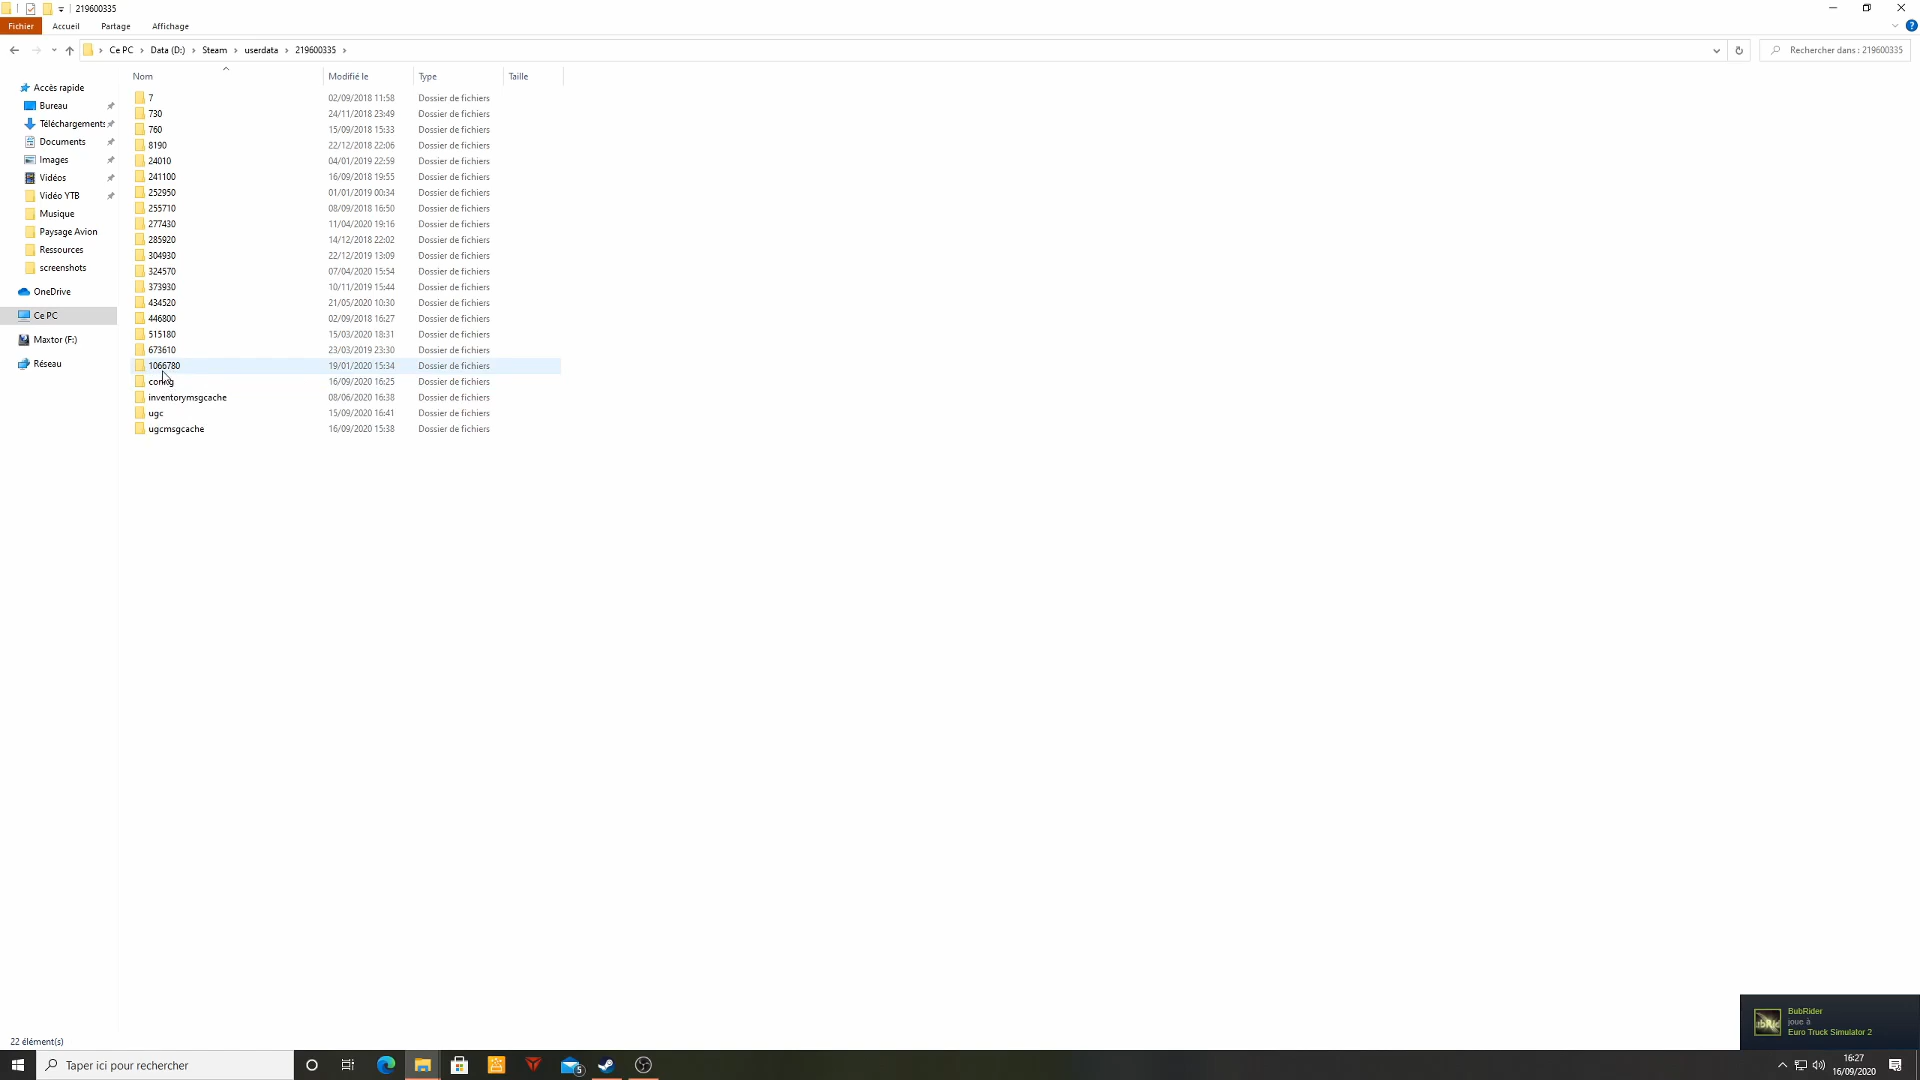 219600335
Fichier Accueil Partage Affichage
Ce PC Data (D:) Steam userdata 219600335
Rechercher dans : 219600335
Nom Modifié le Type Taille
Accès rapide
Bureau
Téléchargements
Documents
Images
Vidéos
Vidéo YTB
Musique
Paysage Avion
Ressources
screenshots
OneDrive
Ce PC
Maxtor (F:)
Réseau
7 02/09/2018 11:58 Dossier de fichiers
730 24/11/2018 23:49 Dossier de fichiers
760 15/09/2018 15:33 Dossier de fichiers
8190 22/12/2018 22:06 Dossier de fichiers
24010 04/01/2019 22:59 Dossier de fichiers
241100 16/09/2018 19:55 Dossier de fichiers
252950 01/01/2019 00:34 Dossier de fichiers
255710 08/09/2018 16:50 Dossier de fichiers
277430 11/04/2020 19:16 Dossier de fichiers
285920 14/12/2018 22:02 Dossier de fichiers
304930 22/12/2019 13:09 Dossier de fichiers
324570 07/04/2020 15:54 Dossier de fichiers
373930 10/11/2019 15:44 Dossier de fichiers
434520 21/05/2020 10:30 Dossier de fichiers
446800 02/09/2018 16:27 Dossier de fichiers
515180 15/03/2020 18:31 Dossier de fichiers
673610 23/03/2019 23:30 Dossier de fichiers
1066780 19/01/2020 15:34 Dossier de fichiers
config 16/09/2020 16:25 Dossier de fichiers
inventorymsgcache 08/06/2020 16:38 Dossier de fichiers
ugc 15/09/2020 16:41 Dossier de fichiers
ugcmsgcache 16/09/2020 15:38 Dossier de fichiers
BubRider
joue à
Euro Truck Simulator 2
22 élément(s)
Taper ici pour rechercher
5
16:27
16/09/2020